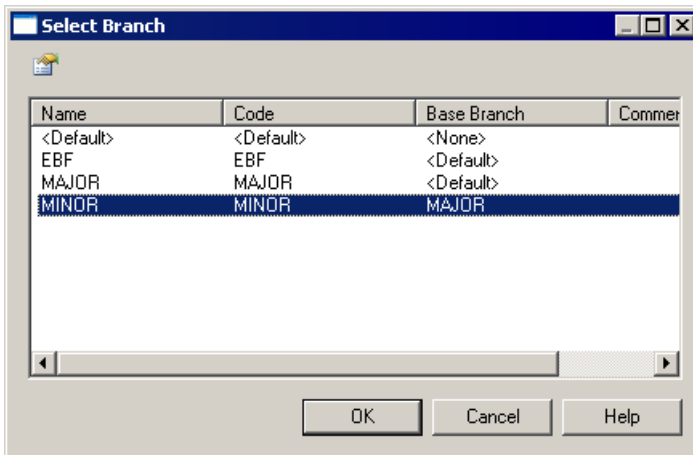 Select Branch
Name Code Base Branch Commer
<Default> <Default> <None>
EBF EBF <Default>
MAJOR MAJOR <Default>
MINOR MINOR MAJOR
OK Cancel Help